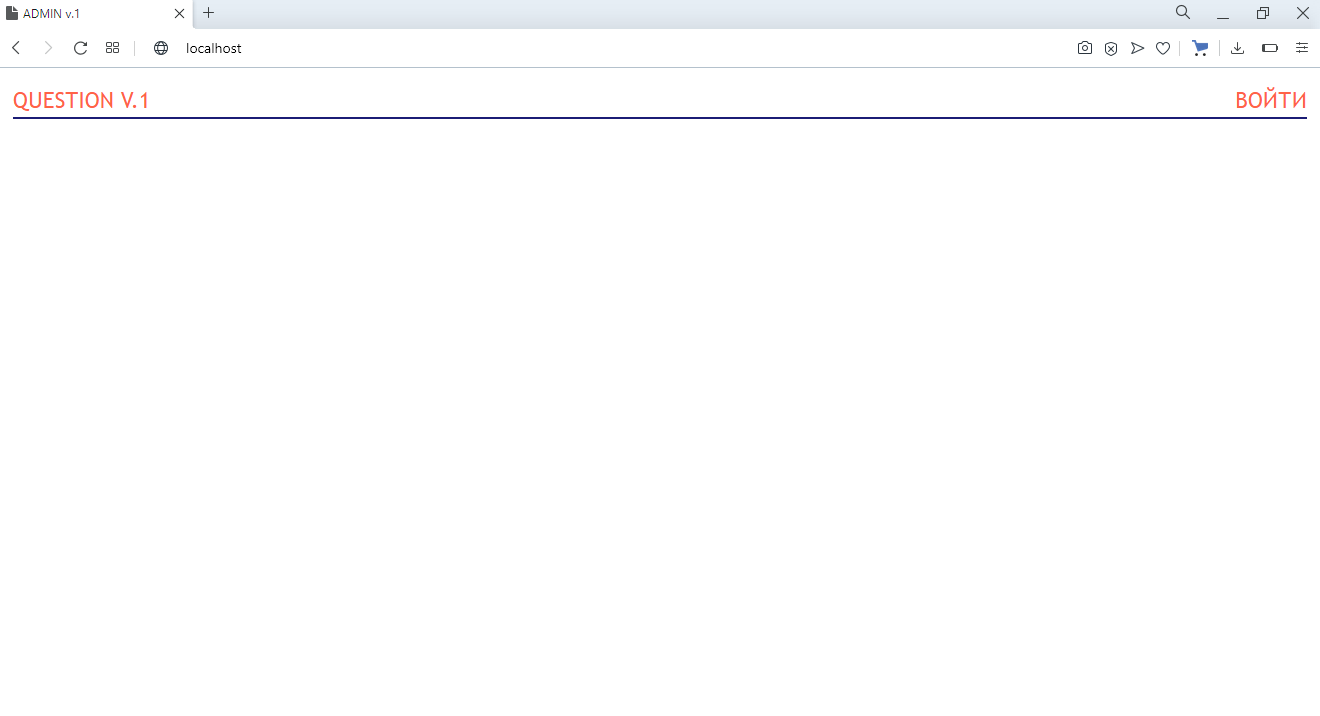 ADMIN v.1
localhost
QUESTION V.1
ВОЙТИ